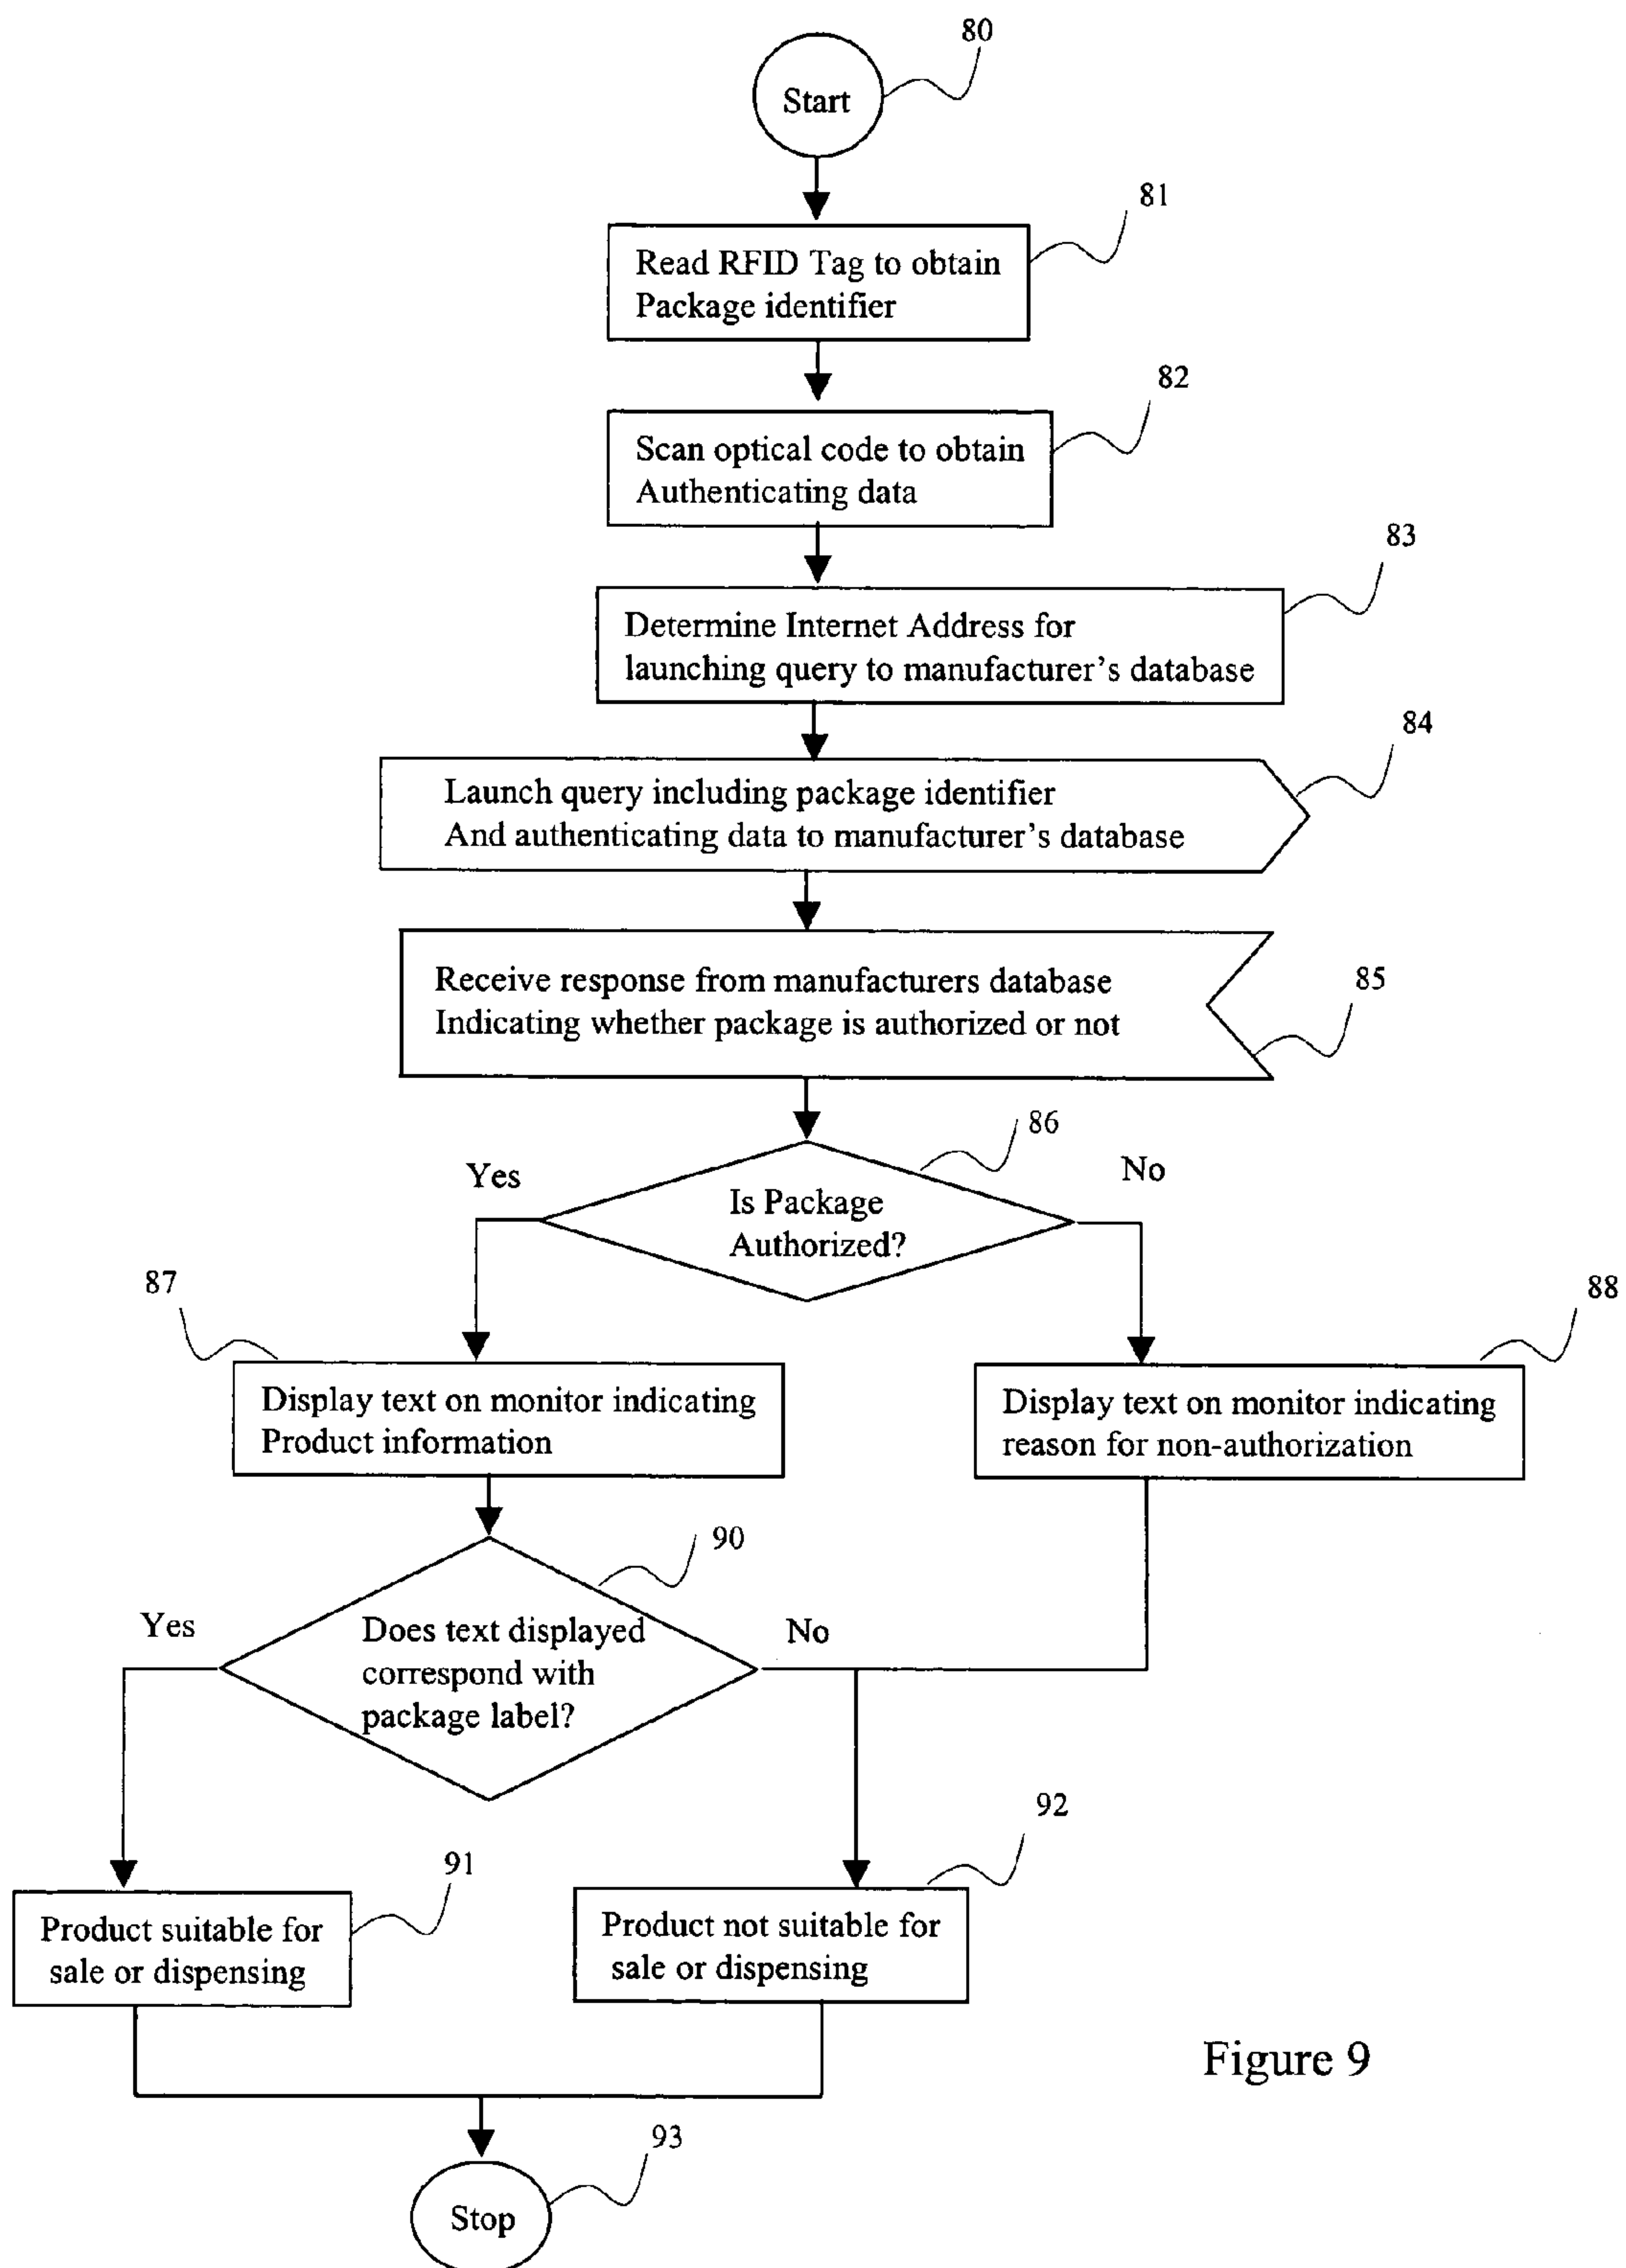 80
Start
81
Read RFID Tag to obtain
Package identifier
82
Scan optical code to obtain
Authenticating data
83
Determine Internet Address for
launching query to manufacturer's database
84
Launch query including package identifier
And authenticating data to manufacturer's database
Receive response from manufacturers database
Indicating whether package is authorized or not
85
86
Yes
No
Is Package
Authorized?
87
88
Display text on monitor indicating
Product information
Display text on monitor indicating
reason for non-authorization
90
Yes
No
Does text displayed
correspond with
package label?
92
91
Product suitable for
sale or dispensing
Product not suitable for
sale or dispensing
Figure 9
93
Stop